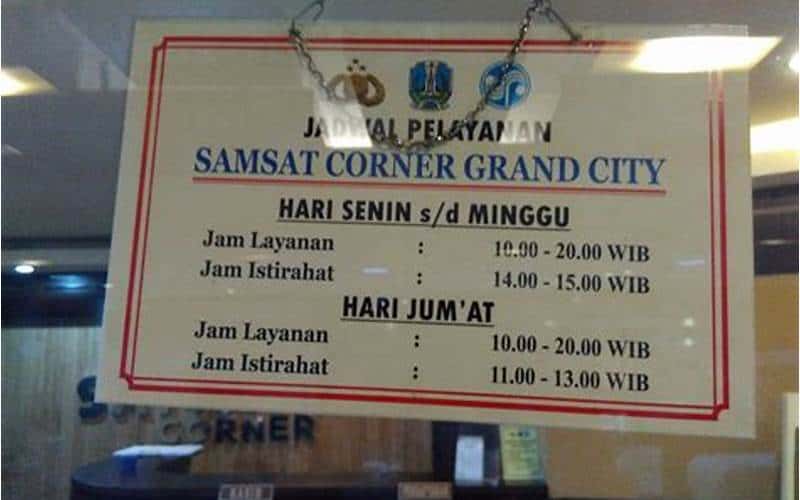 JADWAL PELAYANAN
SAMSAT CORNER GRAND CITY
HARI SENIN s/d MINGGU
Jam Layanan : 10.00 - 20.00 WIB
Jam Istirahat : 14.00 - 15.00 WIB
HARI JUM'AT
Jam Layanan : 10.00 - 20.00 WIB
Jam Istirahat : 11.00 - 13.00 WIB
CORNER